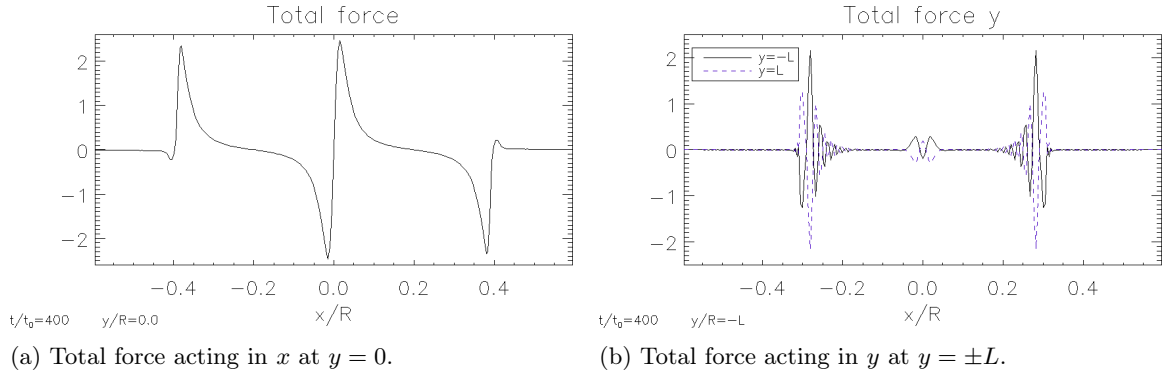 Total force
2
1
0
−1
−2
−0.4
−0.2
0.0
0.2
0.4
x/R
t/t₀=400 y/R=0.0
(a) Total force acting in x at y = 0.
Total force y
y=−L
y=L
2
1
0
−1
−2
−0.4
−0.2
0.0
0.2
0.4
x/R
t/t₀=400 y/R=−L
(b) Total force acting in y at y = ±L.